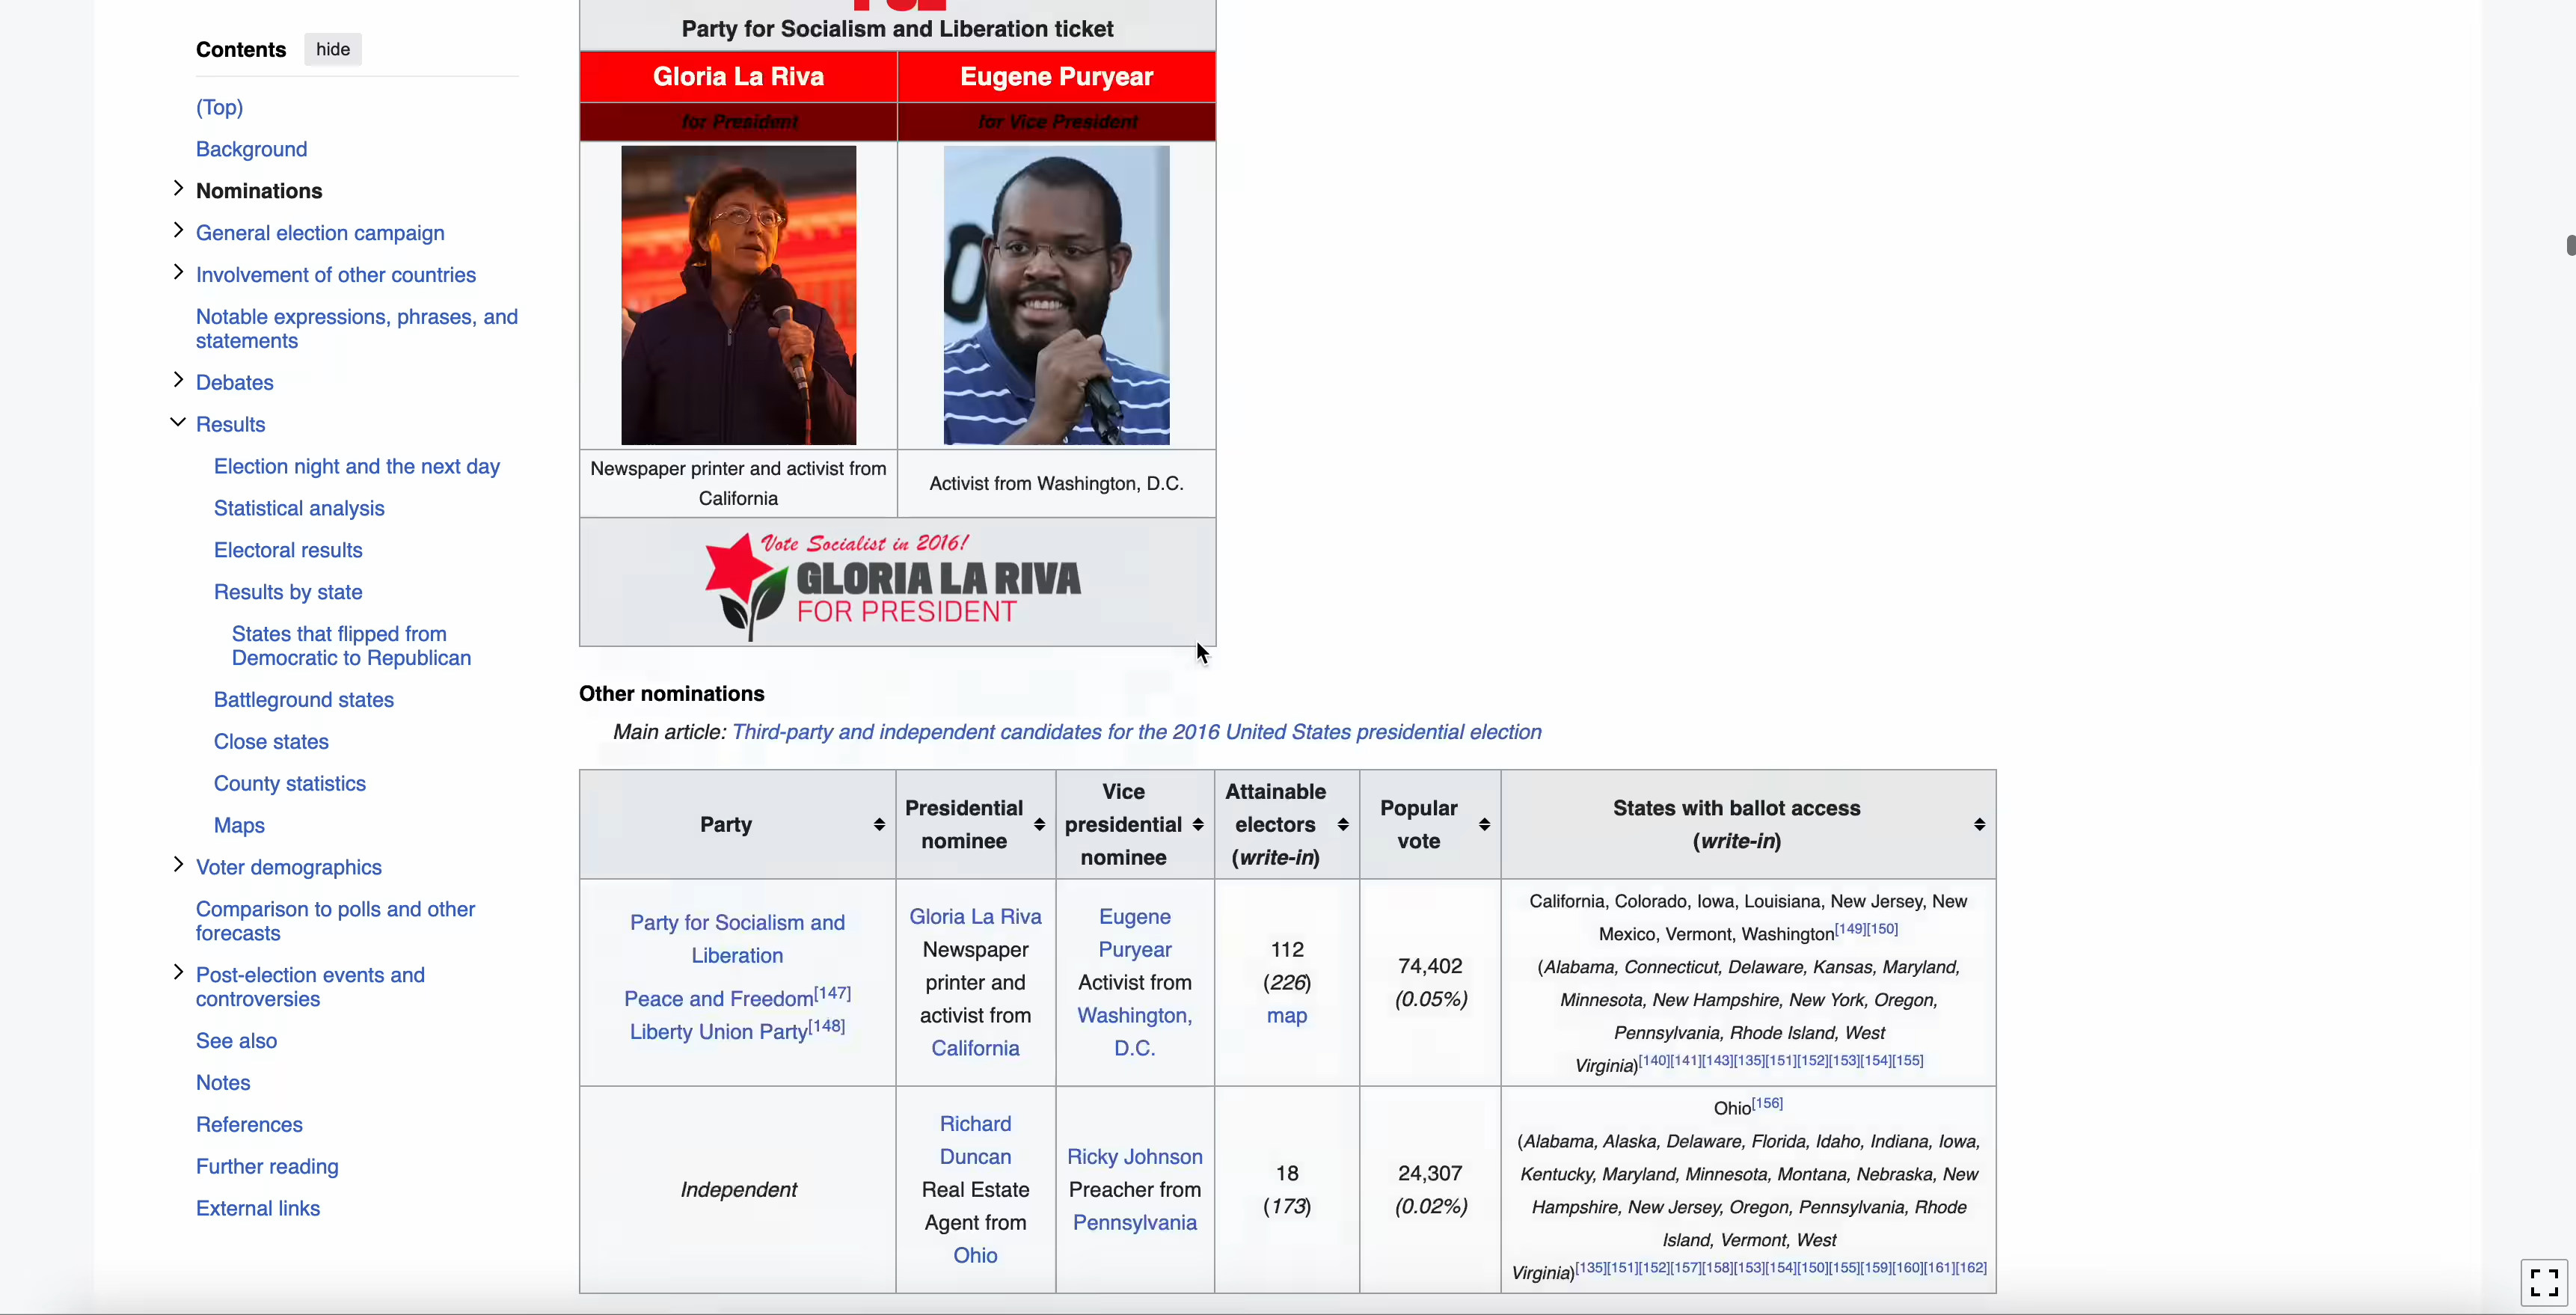 Contents hide
(Top)
Background
Nominations
General election campaign
Involvement of other countries
Notable expressions, phrases, and
statements
Debates
Results
Election night and the next day
Statistical analysis
Electoral results
Results by state
States that flipped from
Democratic to Republican
Battleground states
Close states
County statistics
Maps
Voter demographics
Comparison to polls and other
forecasts
Post-election events and
controversies
See also
Notes
References
Further reading
External links
Party for Socialism and Liberation ticket
Gloria La Riva
Eugene Puryear
for President
for Vice President
Newspaper printer and activist from
California
Activist from Washington, D.C.
Vote Socialist in 2016!
GLORIA LA RIVA
FOR PRESIDENT
Other nominations
Main article: Third-party and independent candidates for the 2016 United States presidential election
Party
Presidential
nominee
Vice
presidential
nominee
Attainable
electors
(write-in)
Popular
vote
States with ballot access
(write-in)
Party for Socialism and
Liberation
Peace and Freedom[147]
Liberty Union Party[148]
Gloria La Riva
Newspaper
printer and
activist from
California
Eugene
Puryear
Activist from
Washington,
D.C.
112
(226)
map
74,402
(0.05%)
California, Colorado, Iowa, Louisiana, New Jersey, New
Mexico, Vermont, Washington[149][150]
(Alabama, Connecticut, Delaware, Kansas, Maryland,
Minnesota, New Hampshire, New York, Oregon,
Pennsylvania, Rhode Island, West
Virginia)[140][141][143][135][151][152][153][154][155]
Independent
Richard
Duncan
Real Estate
Agent from
Ohio
Ricky Johnson
Preacher from
Pennsylvania
18
(173)
24,307
(0.02%)
Ohio[156]
(Alabama, Alaska, Delaware, Florida, Idaho, Indiana, Iowa,
Kentucky, Maryland, Minnesota, Montana, Nebraska, New
Hampshire, New Jersey, Oregon, Pennsylvania, Rhode
Island, Vermont, West
Virginia)[135][151][152][157][158][153][154][150][155][159][160][161][162]